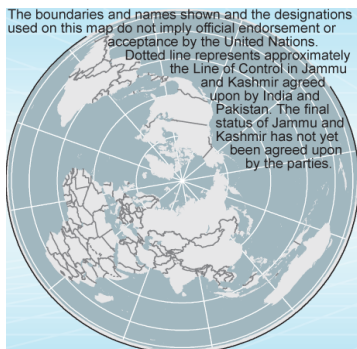 The boundaries and names shown and the designations
used on this map do not imply official endorsement or
acceptance by the United Nations.
Dotted line represents approximately
the Line of Control in Jammu
and Kashmir agreed
upon by India and
Pakistan. The final
status of Jammu and
Kashmir has not yet
been agreed upon
by the parties.